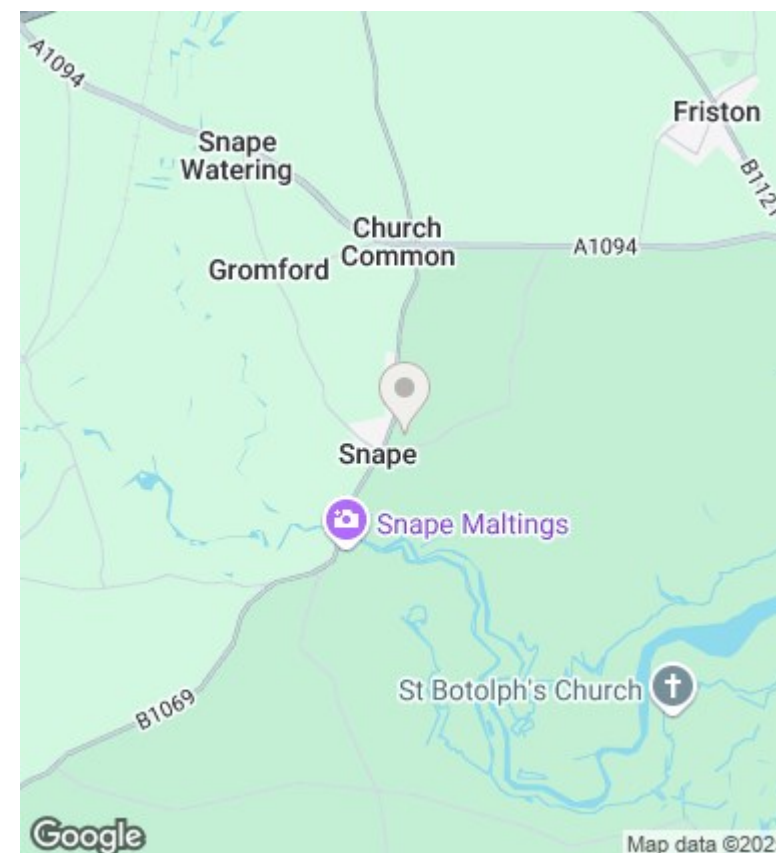 A1094
Friston
Snape
Watering
B1121
Church
Common
A1094
Gromford
Snape
Snape Maltings
St Botolph's Church
B1069
Google
Map data ©202